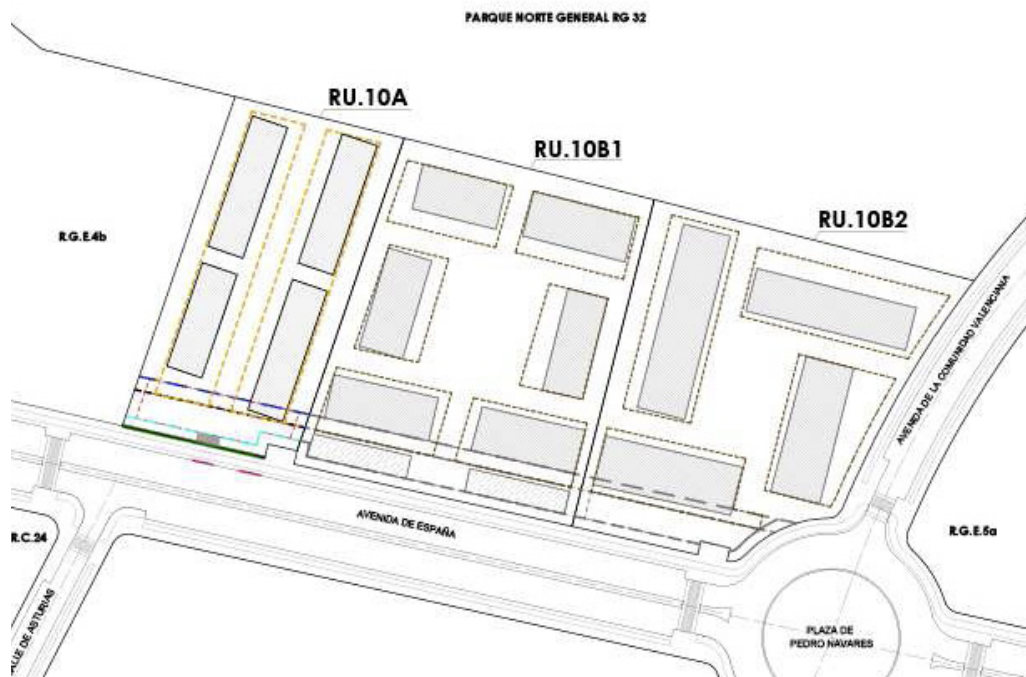 PARQUE NORTE GENERAL RG 32
RU.10A
RU.10B1
RU.10B2
R.G.E.4b
AVENIDA DE LA COMUNIDAD VALENCIANA
AVENIDA DE ESPAÑA
R.G.E.5a
R.C.24
PLAZA DE
PEDRO NAVARES
ALLE DE ASTURIAS